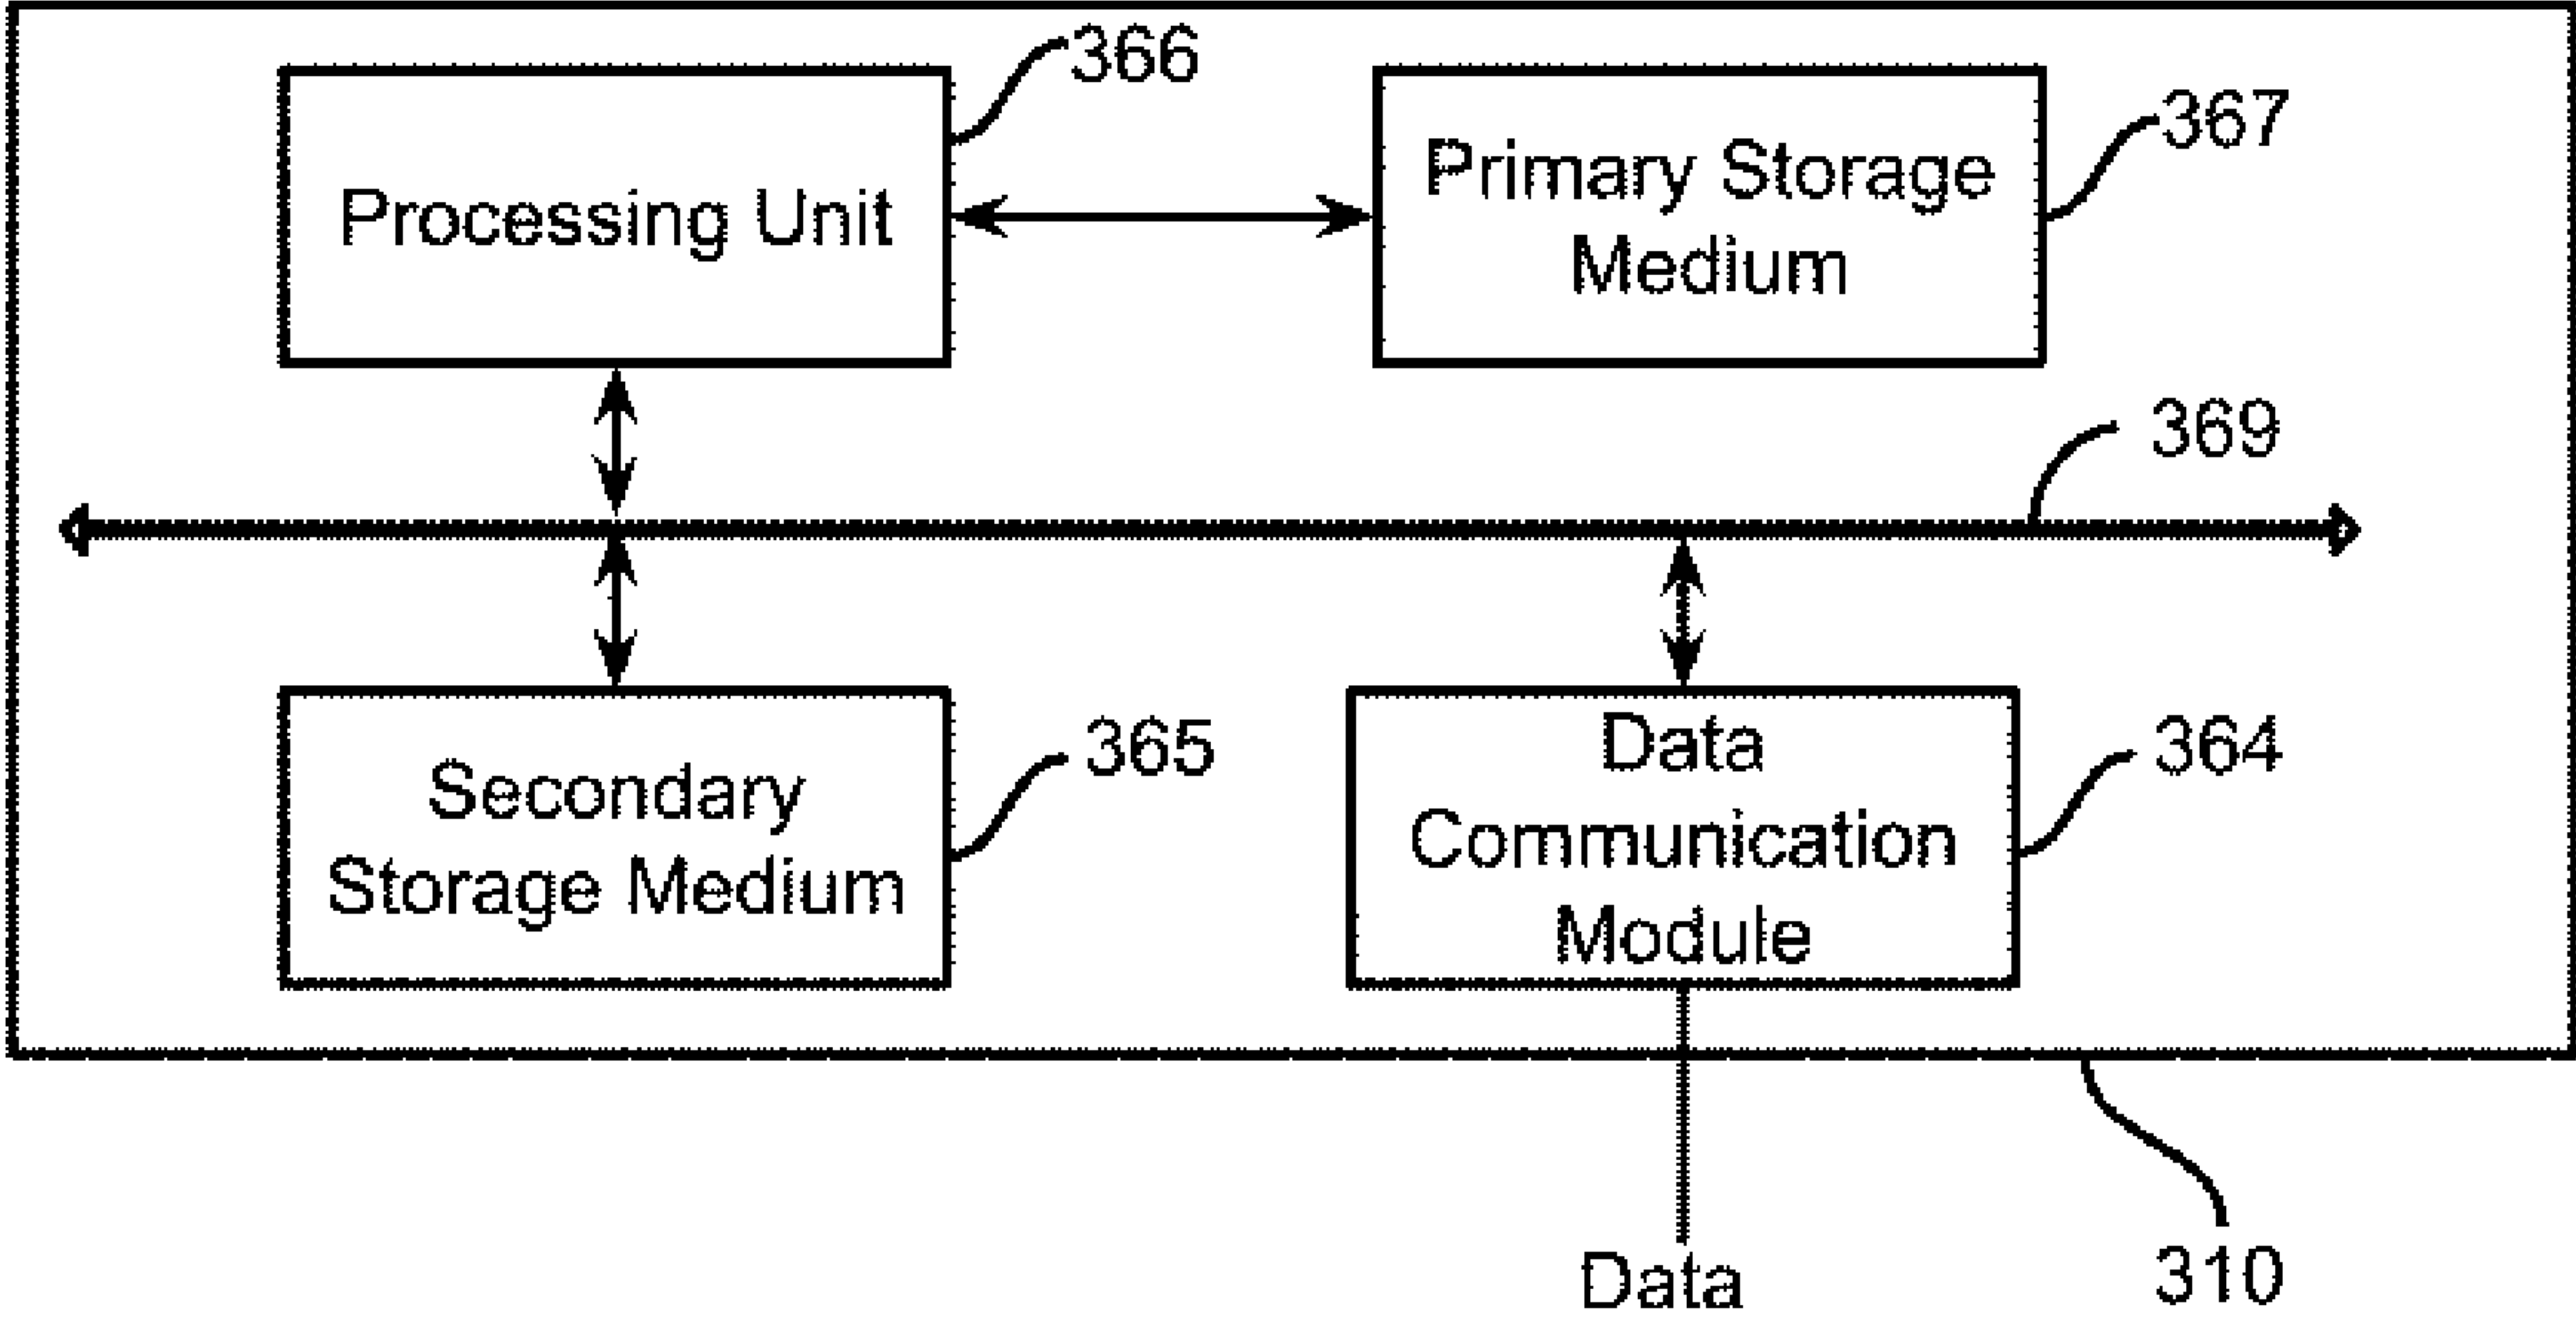 366
Processing Unit
Primary Storage
Medium
367
369
Secondary
Storage Medium
365
Data
Communication
Module
364
Data
310